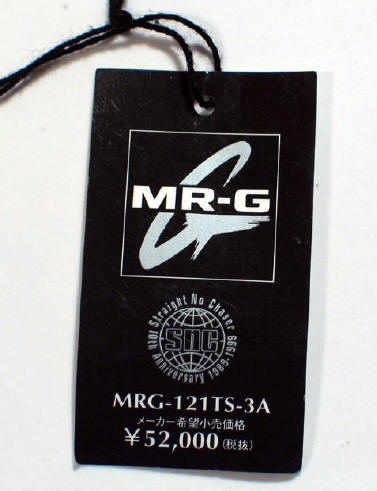 MR-G
Straight No Chaser
SNC
10th Anniversary 1989-1999
MRG-121TS-3A
メーカー希望小売価格
￥52,000(税抜)